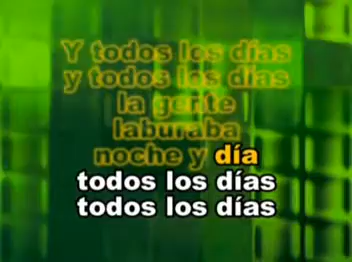 Y todos los días
y todos los días
la gente
laburaba
noche y día
todos los días
todos los días